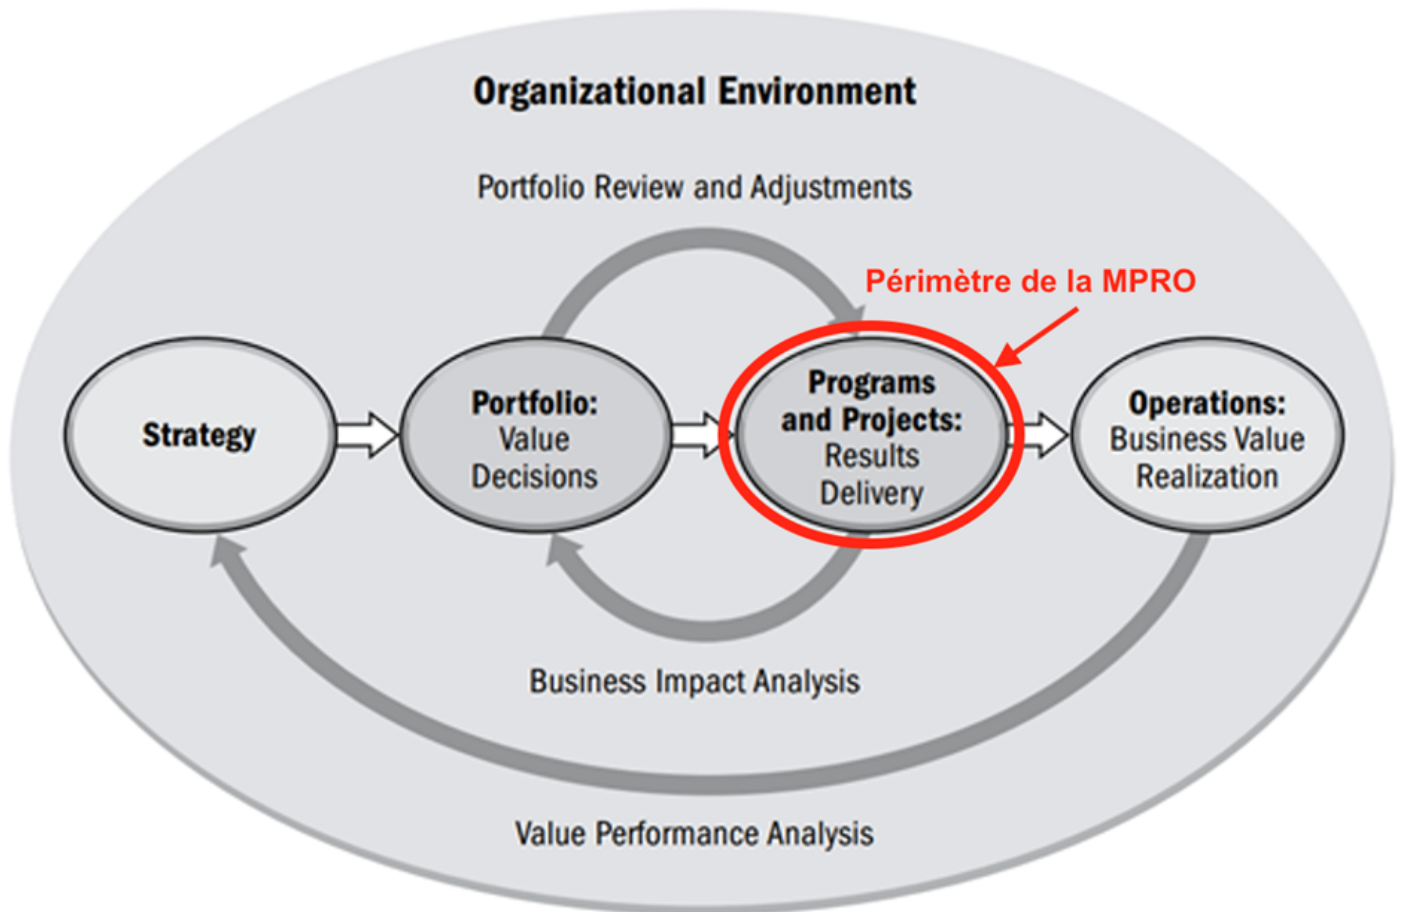 Organizational Environment
Portfolio Review and Adjustments
Périmètre de la MPRO
Strategy
Portfolio:
Value
Decisions
Programs
and Projects:
Results
Delivery
Operations:
Business Value
Realization
Business Impact Analysis
Value Performance Analysis